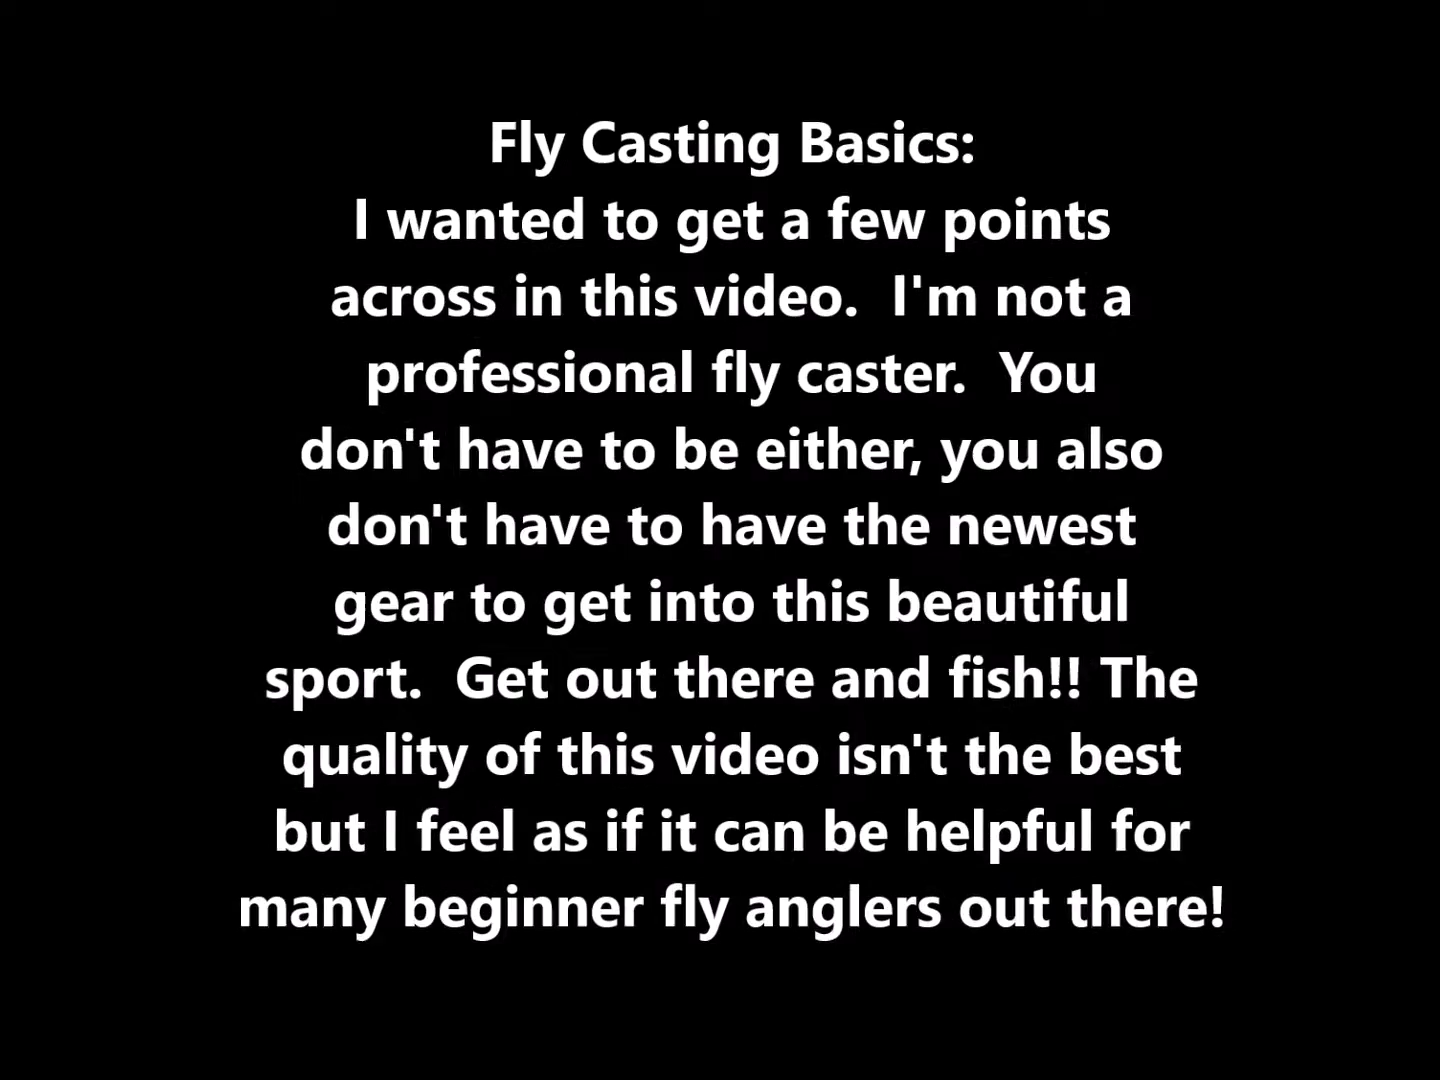 Fly Casting Basics:
I wanted to get a few points
across in this video.  I'm not a
professional fly caster.  You
don't have to be either, you also
don't have to have the newest
gear to get into this beautiful
sport.  Get out there and fish!! The
quality of this video isn't the best
but I feel as if it can be helpful for
many beginner fly anglers out there!